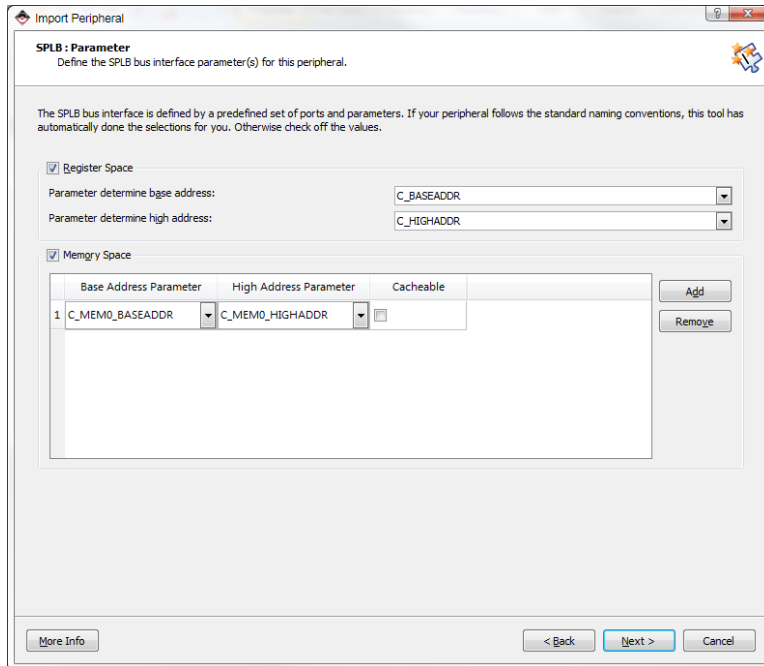 Import Peripheral
SPLB : Parameter
Define the SPLB bus interface parameter(s) for this peripheral.
The SPLB bus interface is defined by a predefined set of ports and parameters. If your peripheral follows the standard naming conventions, this tool has
automatically done the selections for you. Otherwise check off the values.
Register Space
Parameter determine base address: C_BASEADDR
Parameter determine high address: C_HIGHADDR
Memory Space
Base Address Parameter High Address Parameter Cacheable
1 C_MEM0_BASEADDR C_MEM0_HIGHADDR
Add
Remove
More Info < Back Next > Cancel